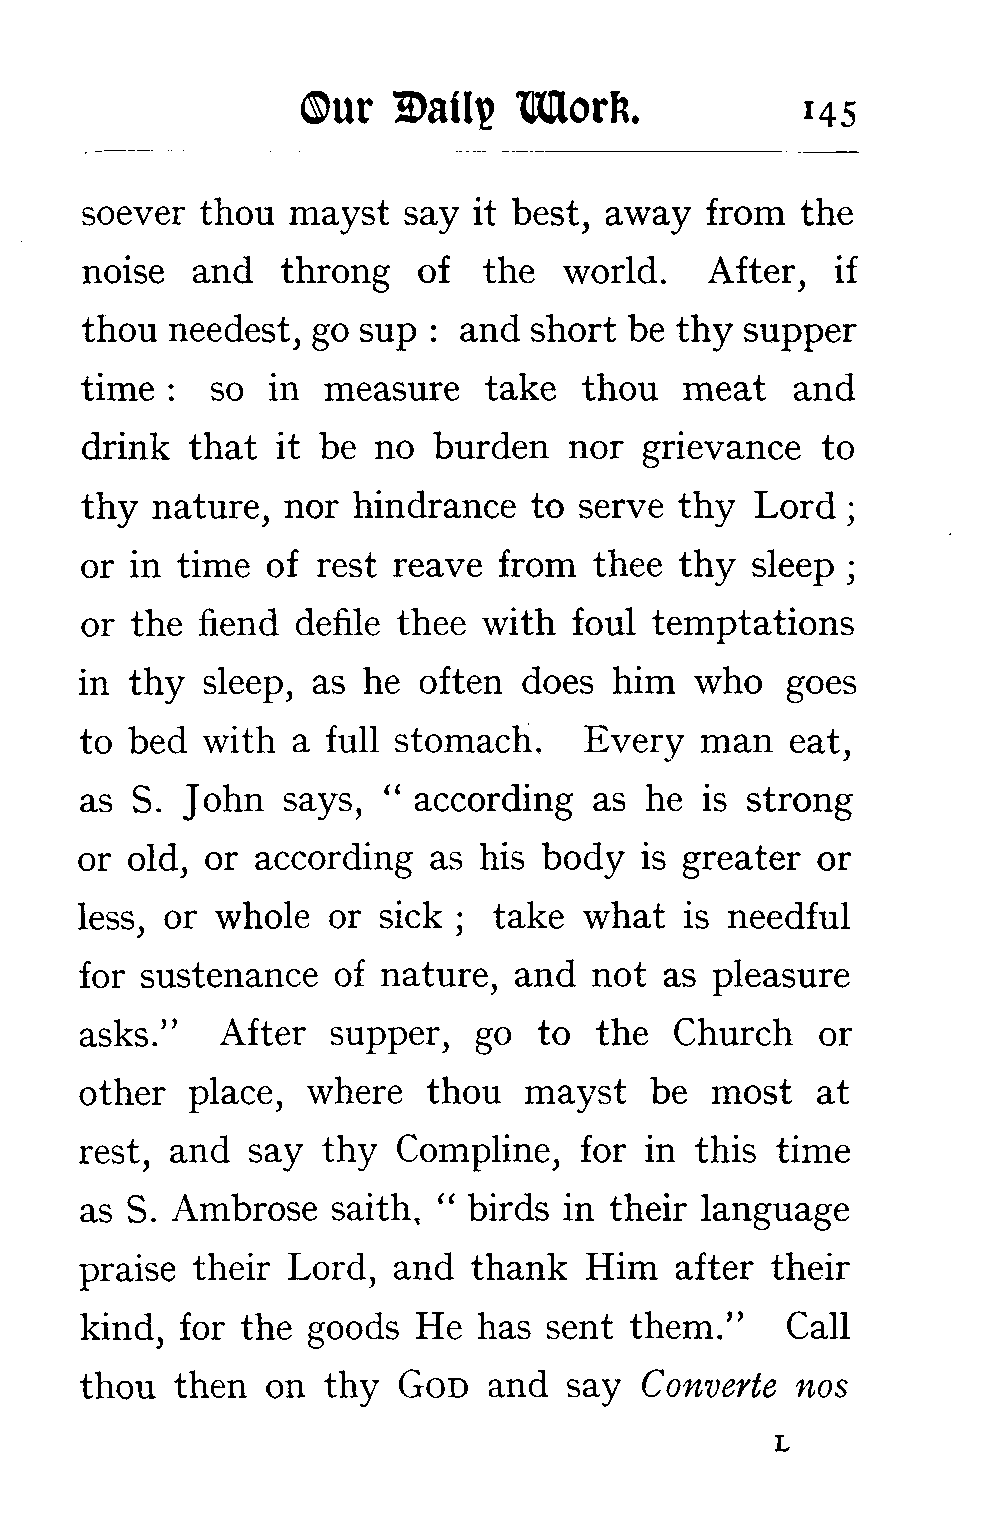 Our Daily Work. 145
soever thou mayst say it best, away from the
noise and throng of the world. After, if
thou needest, go sup : and short be thy supper
time : so in measure take thou meat and
drink that it be no burden nor grievance to
thy nature, nor hindrance to serve thy Lord ;
or in time of rest reave from thee thy sleep ;
or the fiend defile thee with foul temptations
in thy sleep, as he often does him who goes
to bed with a full stomach. Every man eat,
as S. John says, “ according as he is strong
or old, or according as his body is greater or
less, or whole or sick ; take what is needful
for sustenance of nature, and not as pleasure
asks.” After supper, go to the Church or
other place, where thou mayst be most at
rest, and say thy Compline, for in this time
as S. Ambrose saith, “ birds in their language
praise their Lord, and thank Him after their
kind, for the goods He has sent them.” Call
thou then on thy GOD and say Converte nos
L